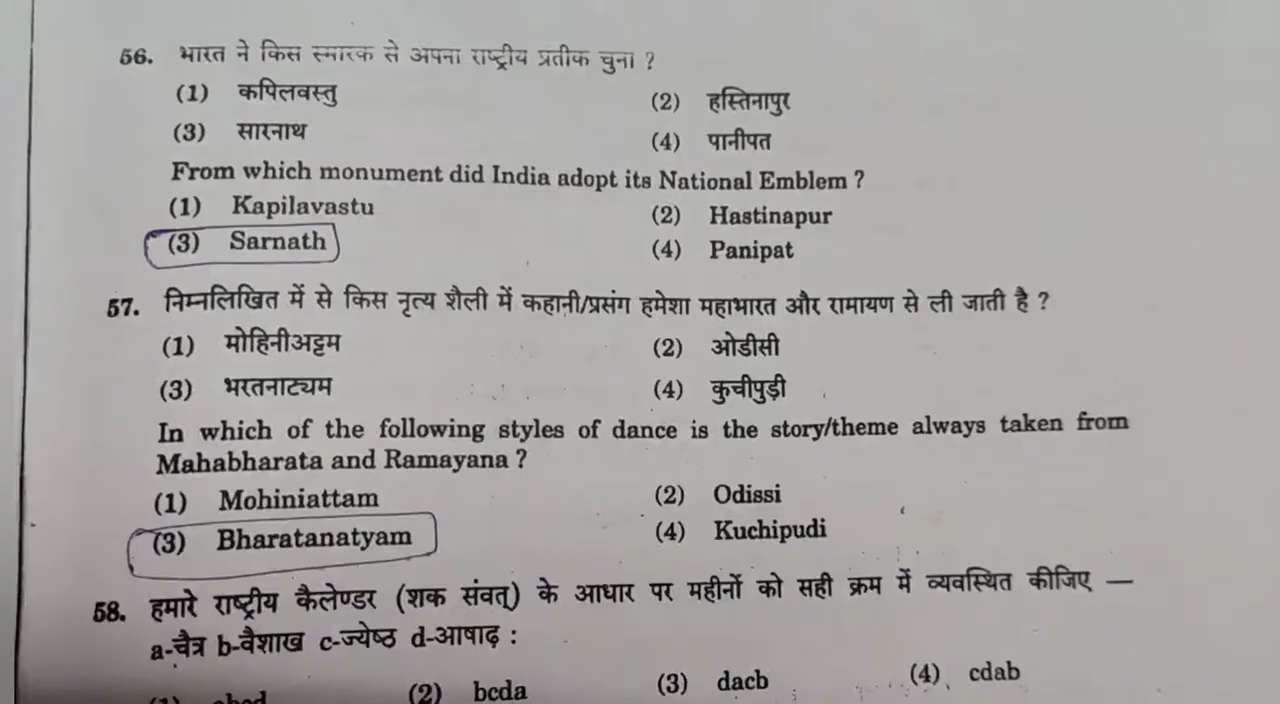 56. भारत ने किस स्मारक से अपना राष्ट्रीय प्रतीक चुना ?
(1) कपिलवस्तु (2) हस्तिनापुर
(3) सारनाथ (4) पानीपत
From which monument did India adopt its National Emblem ?
(1) Kapilavastu (2) Hastinapur
(3) Sarnath (4) Panipat
57. निम्नलिखित में से किस नृत्य शैली में कहानी/प्रसंग हमेशा महाभारत और रामायण से ली जाती है ?
(1) मोहिनीअट्टम (2) ओडीसी
(3) भरतनाट्यम (4) कुचीपुड़ी
In which of the following styles of dance is the story/theme always taken from
Mahabharata and Ramayana ?
(1) Mohiniattam (2) Odissi
(3) Bharatanatyam (4) Kuchipudi
58. हमारे राष्ट्रीय कैलेण्डर (शक संवत्) के आधार पर महीनों को सही क्रम में व्यवस्थित कीजिए —
a-चैत्र b-वैशाख c-ज्येष्ठ d-आषाढ़ :
(1) abcd (2) bcda (3) dacb (4) cdab